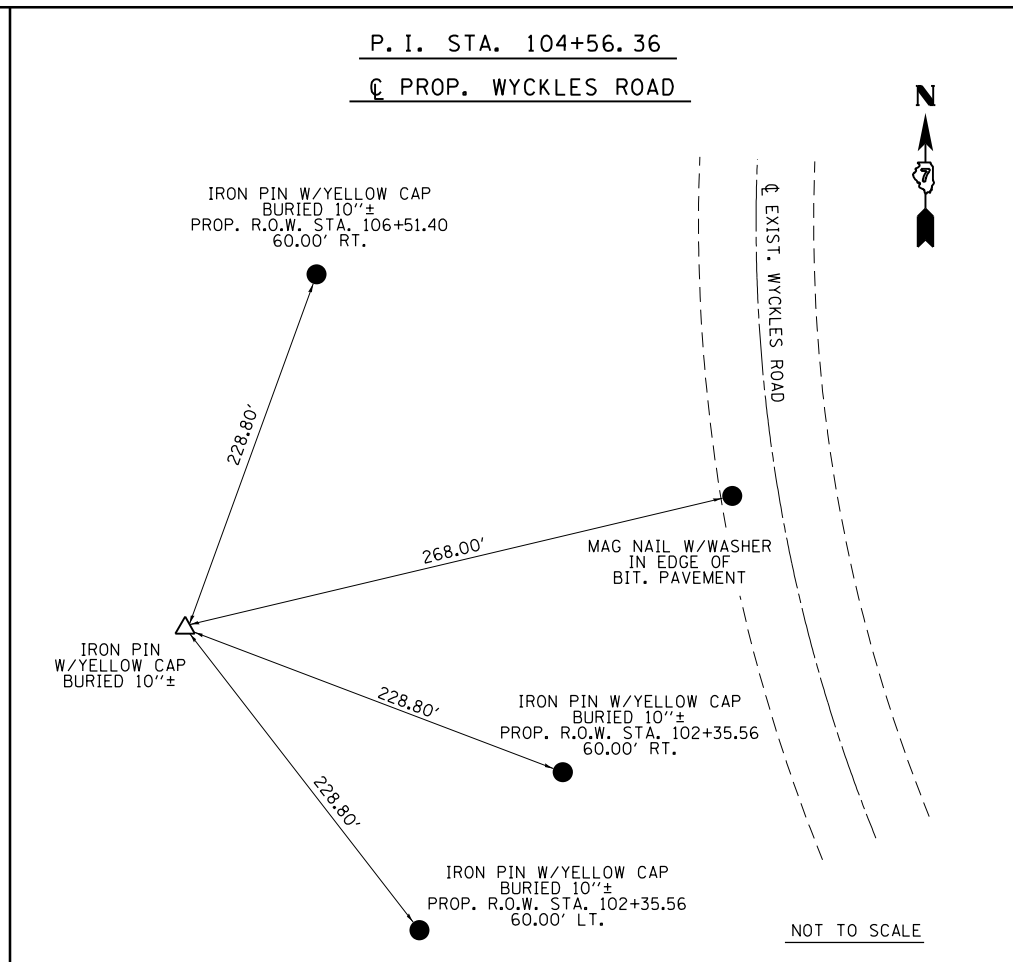 P. I. STA. 104+56.36
℄ PROP. WYCKLES ROAD
N
7
IRON PIN W/YELLOW CAP
BURIED 10"±
PROP. R.O.W. STA. 106+51.40
60.00' RT.
℄ EXIST. WYCKLES ROAD
228.80'
268.00'
MAG NAIL W/WASHER
IN EDGE OF
BIT. PAVEMENT
IRON PIN
W/YELLOW CAP
BURIED 10"±
228.80'
IRON PIN W/YELLOW CAP
BURIED 10"±
PROP. R.O.W. STA. 102+35.56
60.00' RT.
228.80'
IRON PIN W/YELLOW CAP
BURIED 10"±
PROP. R.O.W. STA. 102+35.56
60.00' LT.
NOT TO SCALE